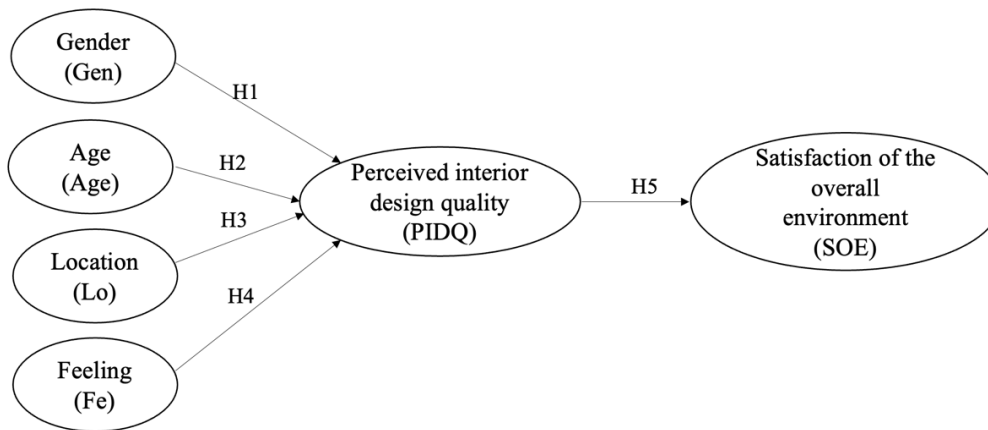 Gender
(Gen)
H1
Age
(Age)
H2
Location
(Lo)
H3
Feeling
(Fe)
H4
Perceived interior
design quality
(PIDQ)
H5
Satisfaction of the
overall
environment
(SOE)